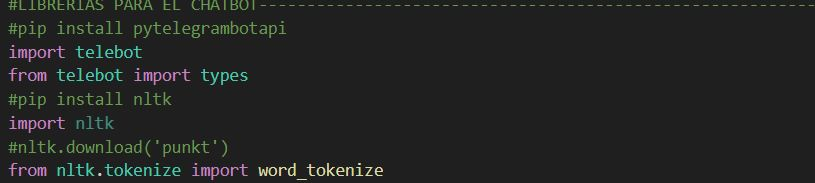 #LIBRERIAS PARA EL CHATBOT-----------------------------------------------------------
#pip install pytelegrambotapi
import telebot
from telebot import types
#pip install nltk
import nltk
#nltk.download('punkt')
from nltk.tokenize import word_tokenize